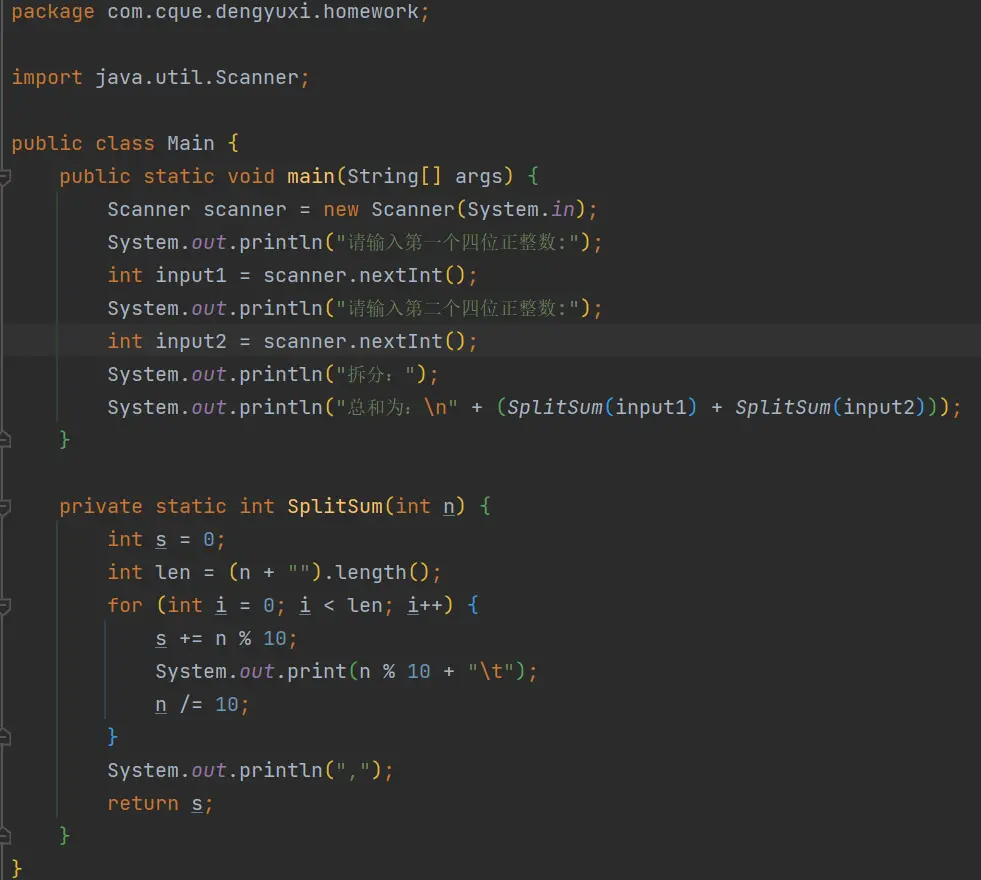 package com.cque.dengyuxi.homework;
import java.util.Scanner;
public class Main {
public static void main(String[] args) {
Scanner scanner = new Scanner(System.in);
System.out.println("请输入第一个四位正整数:");
int input1 = scanner.nextInt();
System.out.println("请输入第二个四位正整数:");
int input2 = scanner.nextInt();
System.out.println("拆分：");
System.out.println("总和为：\n" + (SplitSum(input1) + SplitSum(input2)));
}
private static int SplitSum(int n) {
int s = 0;
int len = (n + "").length();
for (int i = 0; i < len; i++) {
s += n % 10;
System.out.print(n % 10 + "\t");
n /= 10;
}
System.out.println(",");
return s;
}
}